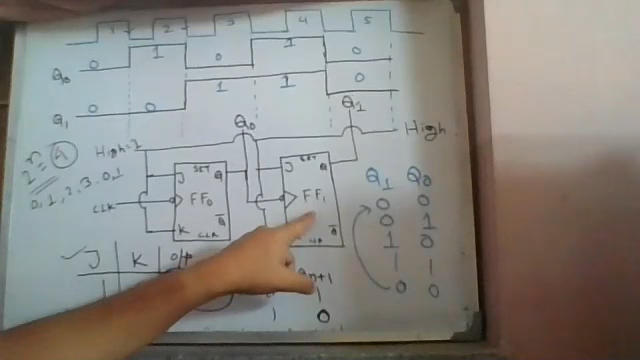 1 2 3 4 5
Q0 0 1 0 1 0
Q1 0 0 1 1 0
Q0 Q1
High=1 High
0,1,2,3,0,1
J SET Q J SET Q
CLK FF0 FF1
K CLR Q̅ Q̅
Q1 Q0
0 0
0 1
1 0
1 1
0 0
J K O/P n+1
1
1 0